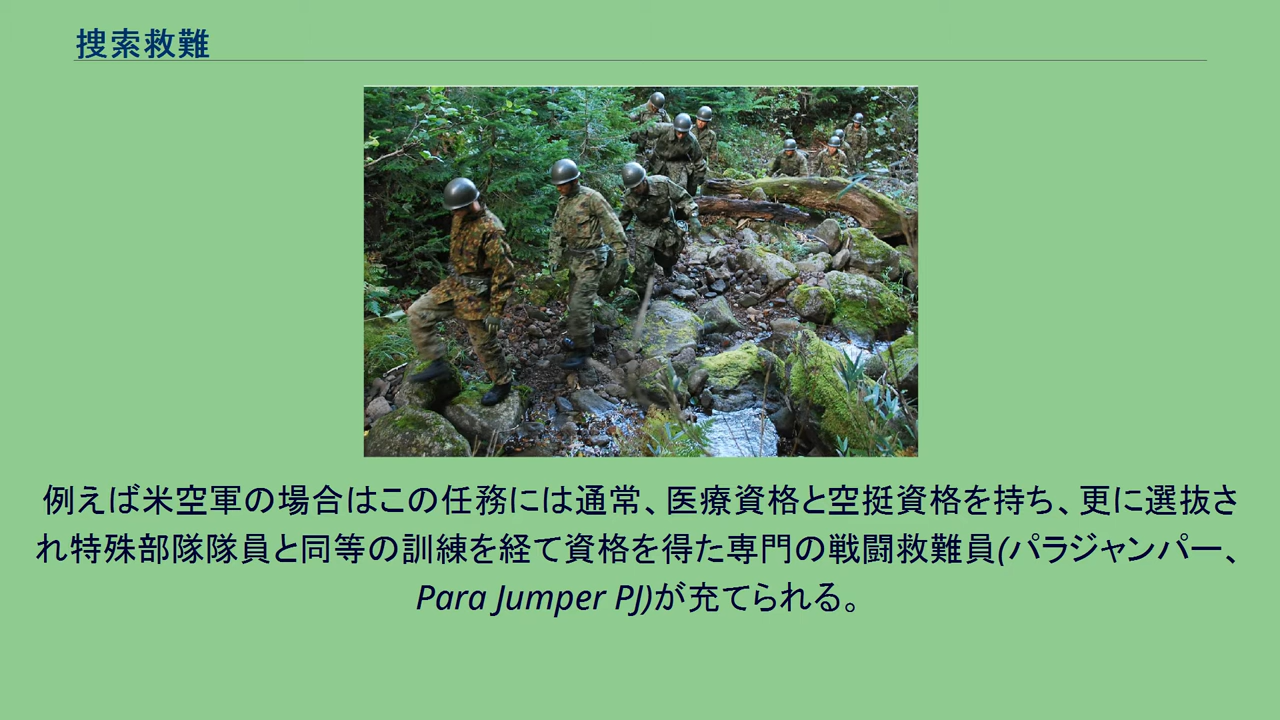 捜索救難
例えば米空軍の場合はこの任務には通常、医療資格と空挺資格を持ち、更に選抜さ
れ特殊部隊隊員と同等の訓練を経て資格を得た専門の戦闘救難員(パラジャンパー、
Para Jumper PJ)が充てられる。